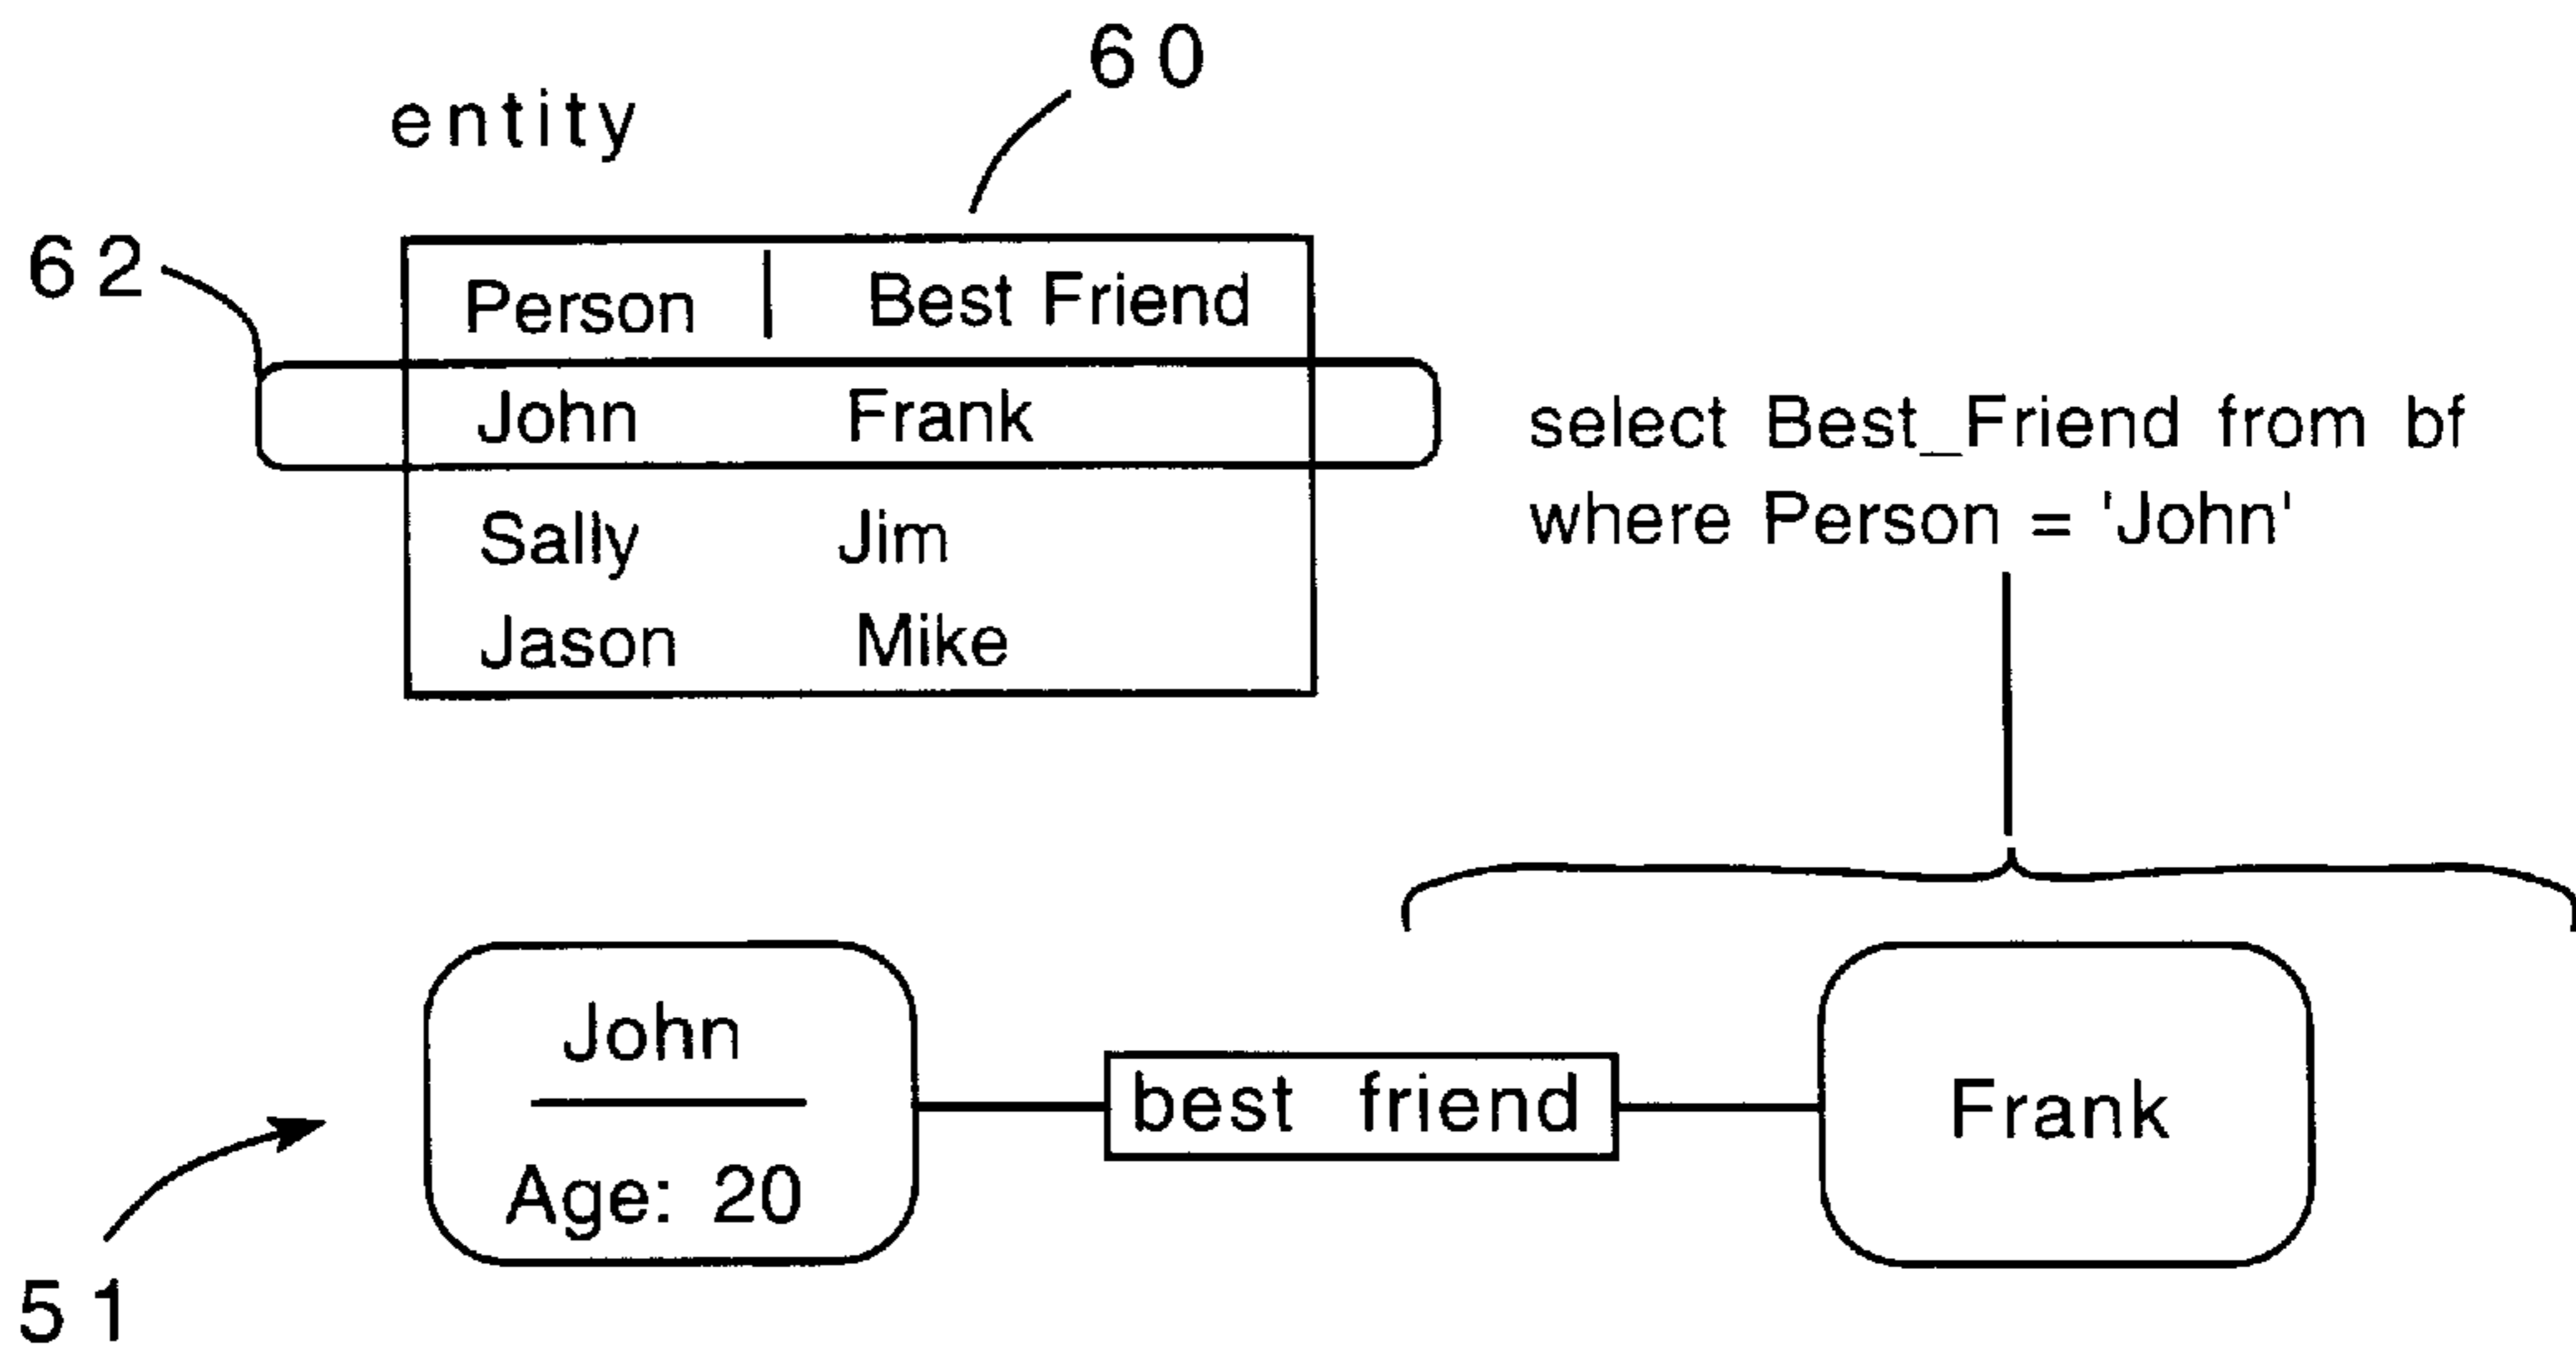 60
entity
62
Person | Best Friend
John Frank
Sally Jim
Jason Mike
select Best_Friend from bf
where Person = 'John'
John
Age: 20
best friend
Frank
51